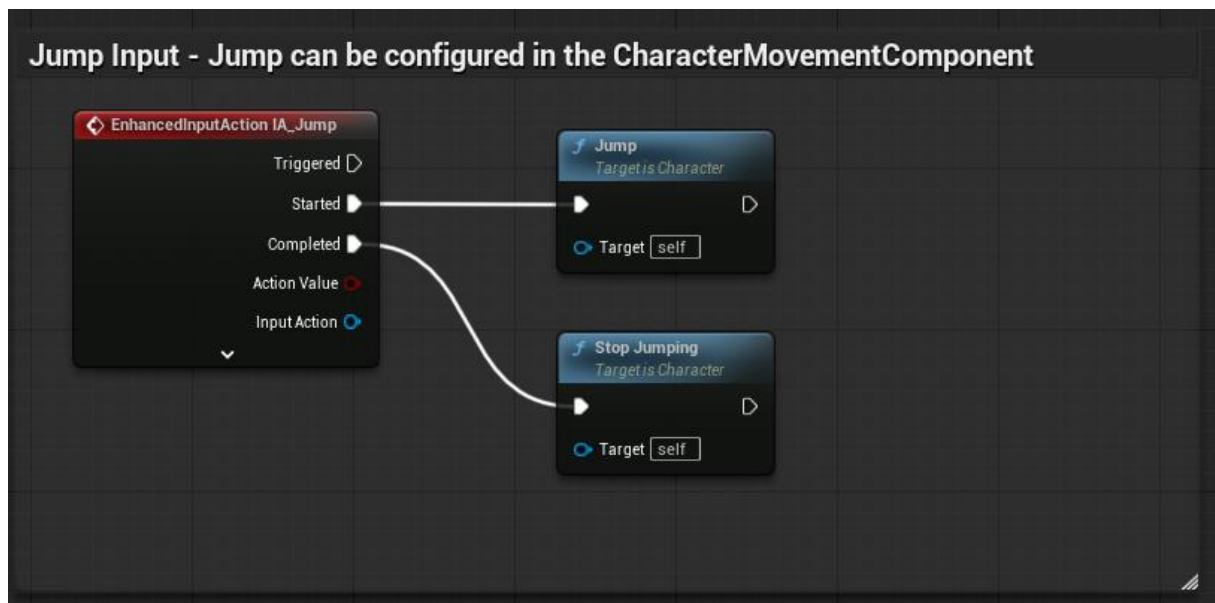 Jump Input - Jump can be configured in the CharacterMovementComponent
EnhancedInputAction IA_Jump
Triggered
Started
Completed
Action Value
Input Action
f Jump
Target is Character
Target self
f Stop Jumping
Target is Character
Target self